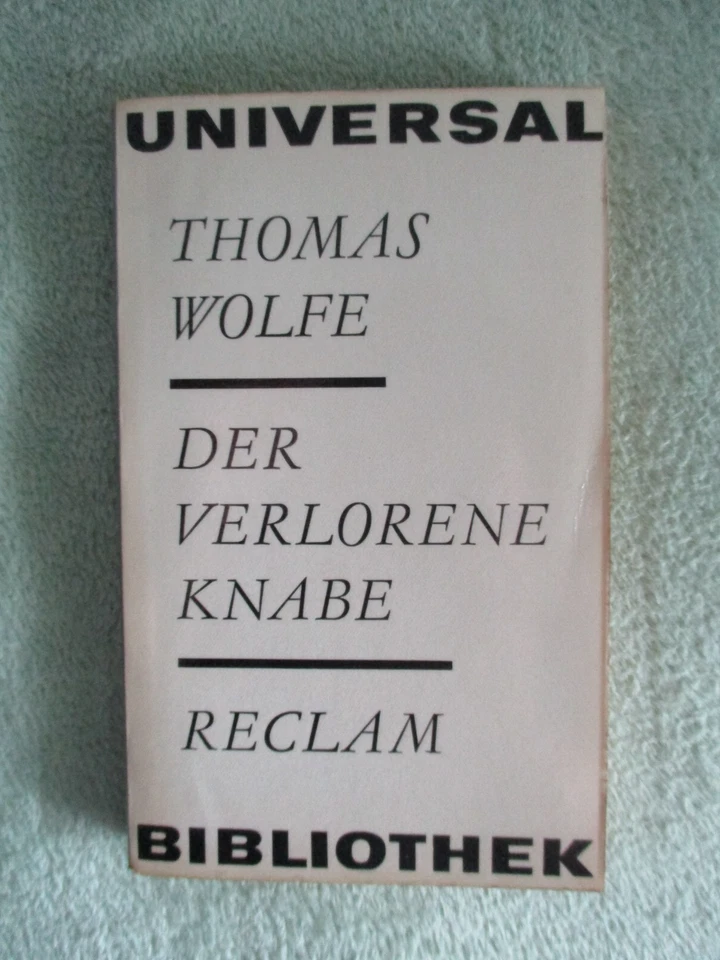 UNIVERSAL
THOMAS
WOLFE
DER
VERLORENE
KNABE
RECLAM
BIBLIOTHEK